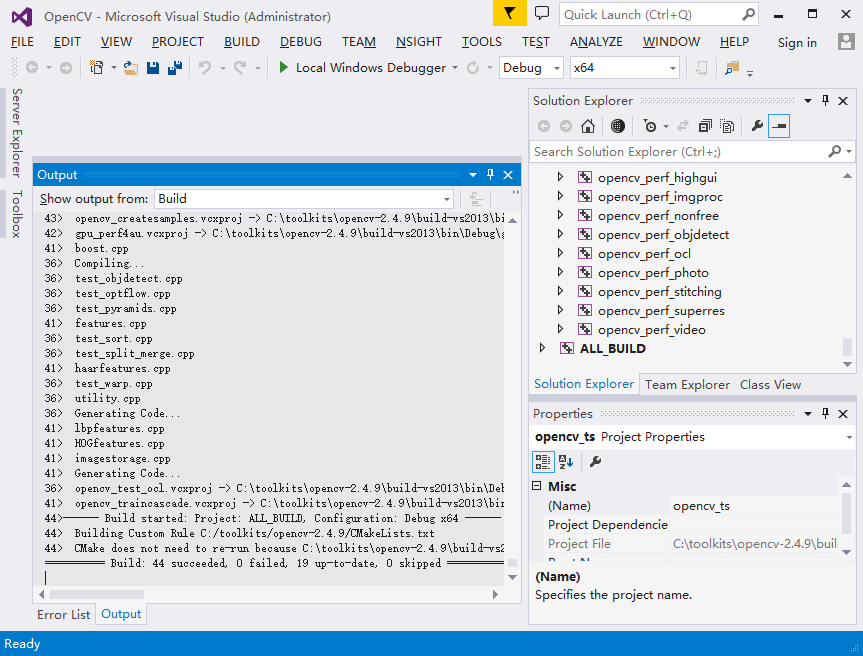 OpenCV - Microsoft Visual Studio (Administrator)
Quick Launch (Ctrl+Q)
FILE EDIT VIEW PROJECT BUILD DEBUG TEAM NSIGHT TOOLS TEST ANALYZE WINDOW HELP Sign in
Local Windows Debugger Debug x64
Server Explorer
Toolbox
Output
Show output from: Build
43> opencv_createsamples.vcxproj -> C:\toolkits\opencv-2.4.9\build-vs2013\bi
42> gpu_perf4au.vcxproj -> C:\toolkits\opencv-2.4.9\build-vs2013\bin\Debug\g
41> boost.cpp
36> Compiling...
36> test_objdetect.cpp
36> test_optflow.cpp
36> test_pyramids.cpp
41> features.cpp
36> test_sort.cpp
36> test_split_merge.cpp
41> haarfeatures.cpp
36> test_warp.cpp
36> utility.cpp
36> Generating Code...
41> lbpfeatures.cpp
41> HOGfeatures.cpp
41> imagestorage.cpp
41> Generating Code...
36> opencv_test_ocl.vcxproj -> C:\toolkits\opencv-2.4.9\build-vs2013\bin\Deb
41> opencv_traincascade.vcxproj -> C:\toolkits\opencv-2.4.9\build-vs2013\bin
44>------ Build started: Project: ALL_BUILD, Configuration: Debug x64 ------
44> Building Custom Rule C:/toolkits/opencv-2.4.9/CMakeLists.txt
44> CMake does not need to re-run because C:\toolkits\opencv-2.4.9\build-vs2
========== Build: 44 succeeded, 0 failed, 19 up-to-date, 0 skipped ==========
Error List Output
Solution Explorer
Search Solution Explorer (Ctrl+;)
opencv_perf_highgui
opencv_perf_imgproc
opencv_perf_nonfree
opencv_perf_objdetect
opencv_perf_ocl
opencv_perf_photo
opencv_perf_stitching
opencv_perf_superres
opencv_perf_video
ALL_BUILD
Solution Explorer Team Explorer Class View
Properties
opencv_ts Project Properties
Misc
(Name) opencv_ts
Project Dependencie
Project File C:\toolkits\opencv-2.4.9\buil
(Name)
Specifies the project name.
Ready